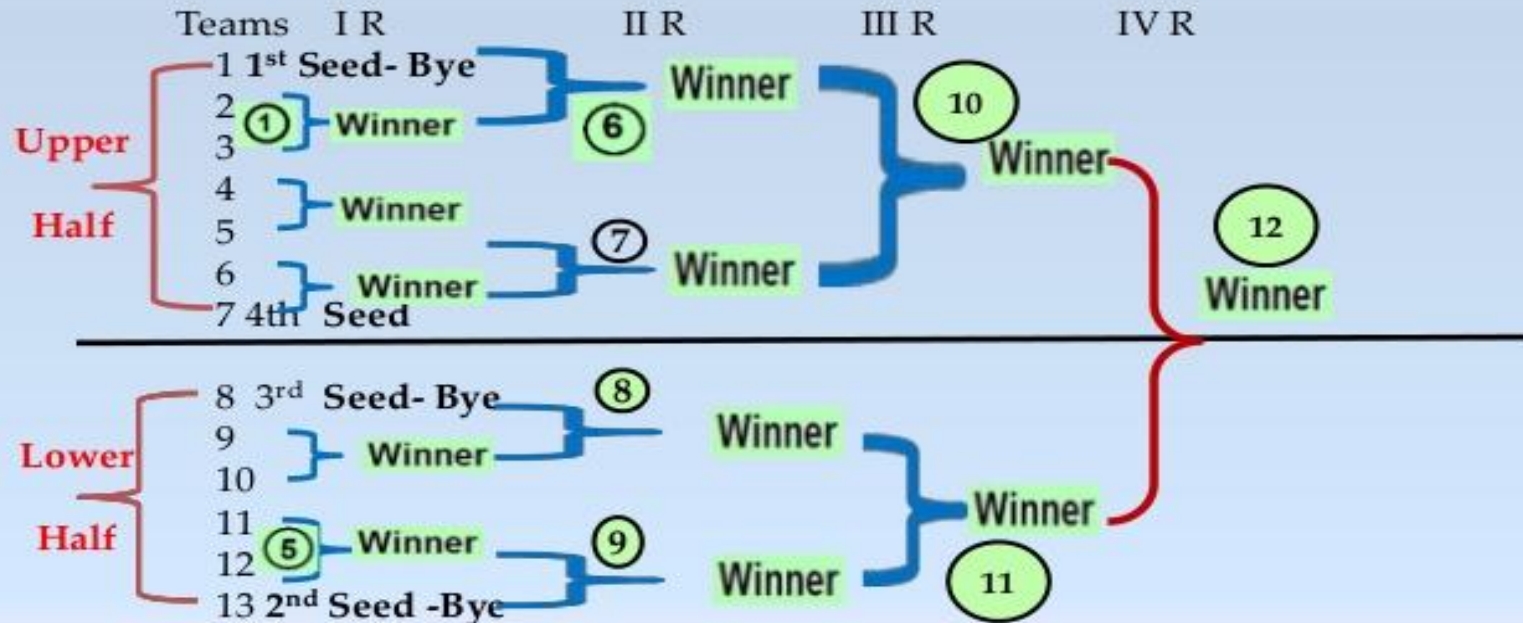 Teams I R II R III R IV R
1 1st Seed- Bye
Winner
10
2
1 Winner
6
3
Upper
Winner
4
Winner
12
5
Half
7
6
Winner
Winner
Winner
7 4th Seed
8 3rd Seed- Bye
8
9
Winner
Lower
Winner
10
11
Winner
5 Winner
9
Half
12
Winner
11
13 2nd Seed -Bye